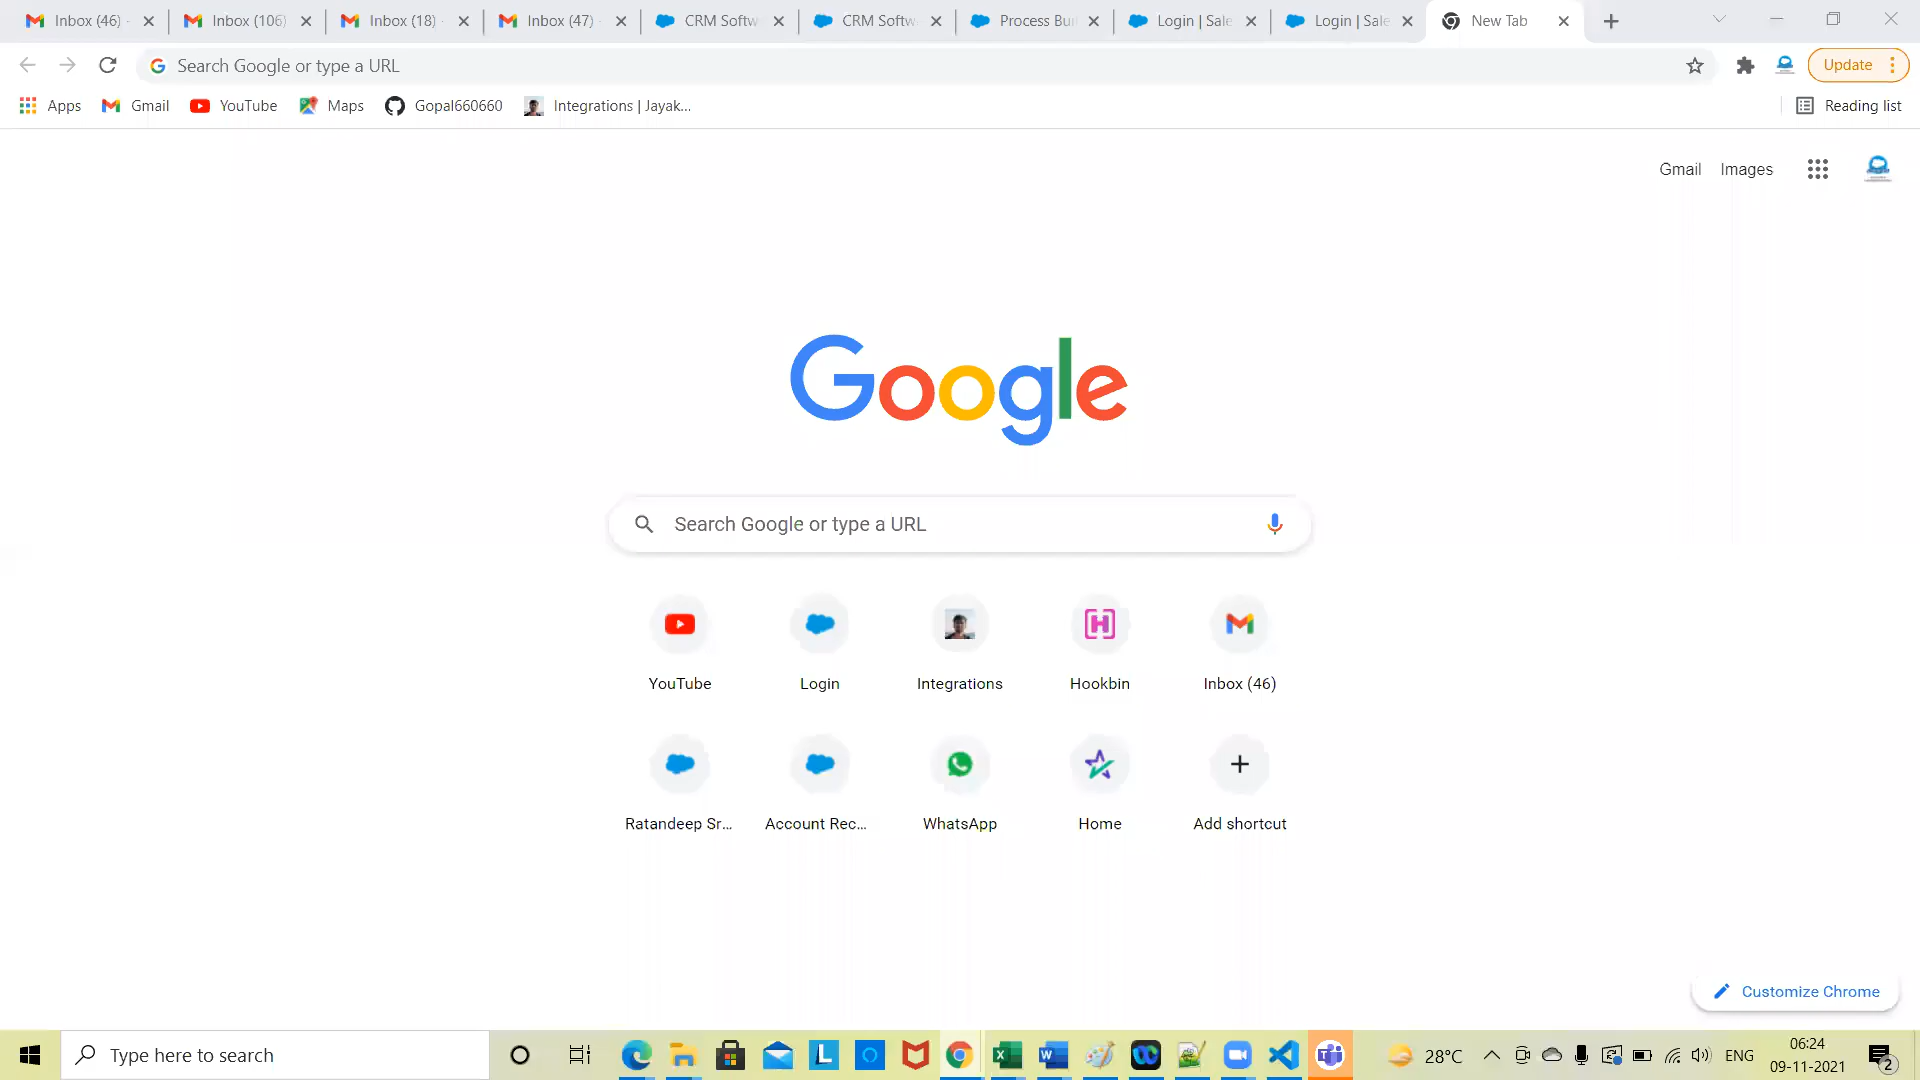 Inbox (46) -
Inbox (106)
Inbox (18) -
Inbox (47) -
CRM Softw
CRM Softw
Process Bui
Login | Sale
Login | Sale
New Tab
Search Google or type a URL
Update
Apps
Gmail
YouTube
Maps
Gopal660660
Integrations | Jayak...
Reading list
Gmail
Images
Google
Search Google or type a URL
YouTube
Login
Integrations
Hookbin
Inbox (46)
Ratandeep Sr...
Account Rec...
WhatsApp
Home
Add shortcut
Customize Chrome
Type here to search
28°C
ENG
06:24
09-11-2021
2